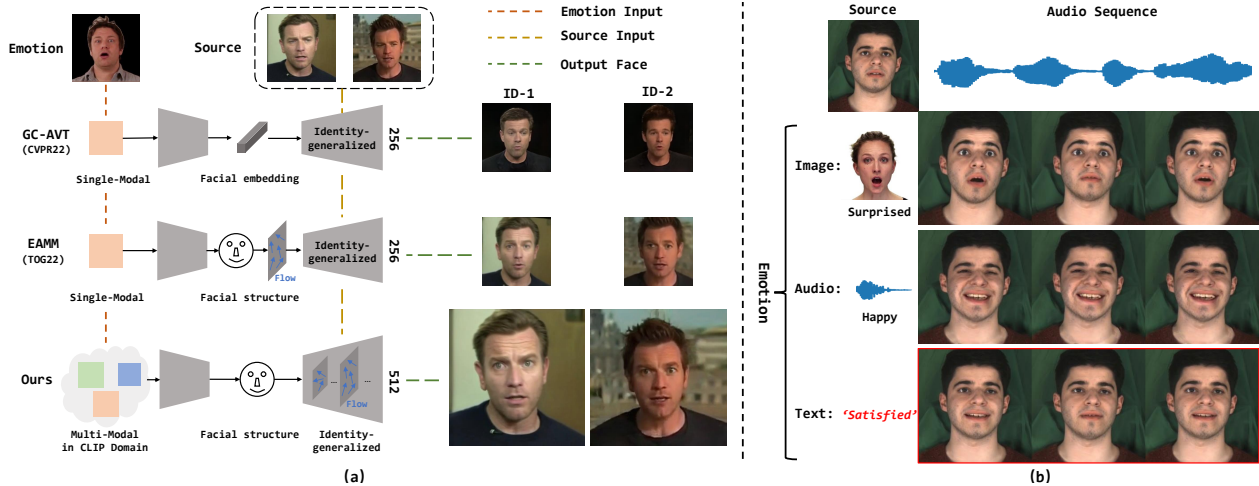 Emotion
Source
Emotion Input
Source Input
Output Face
ID-1
ID-2
GC-AVT
(CVPR22)
Identity-
generalized
256
Single-Modal
Facial embedding
EAMM
(TOG22)
Flow
Identity-
generalized
256
Single-Modal
Facial structure
Ours
...
...
Flow
512
Multi-Modal
in CLIP Domain
Facial structure
Identity-
generalized
(a)
Source
Audio Sequence
Emotion
Image:
Surprised
Audio:
Happy
Text: ‘Satisfied’
(b)